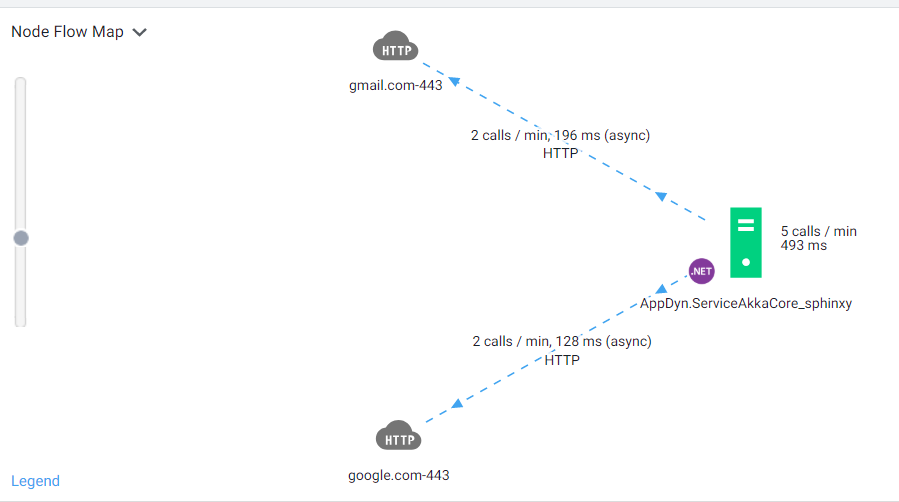 Node Flow Map
HTTP
gmail.com-443
2 calls / min, 196 ms (async)
HTTP
5 calls / min
493 ms
.NET
AppDyn.ServiceAkkaCore_sphinxy
2 calls / min, 128 ms (async)
HTTP
HTTP
google.com-443
Legend